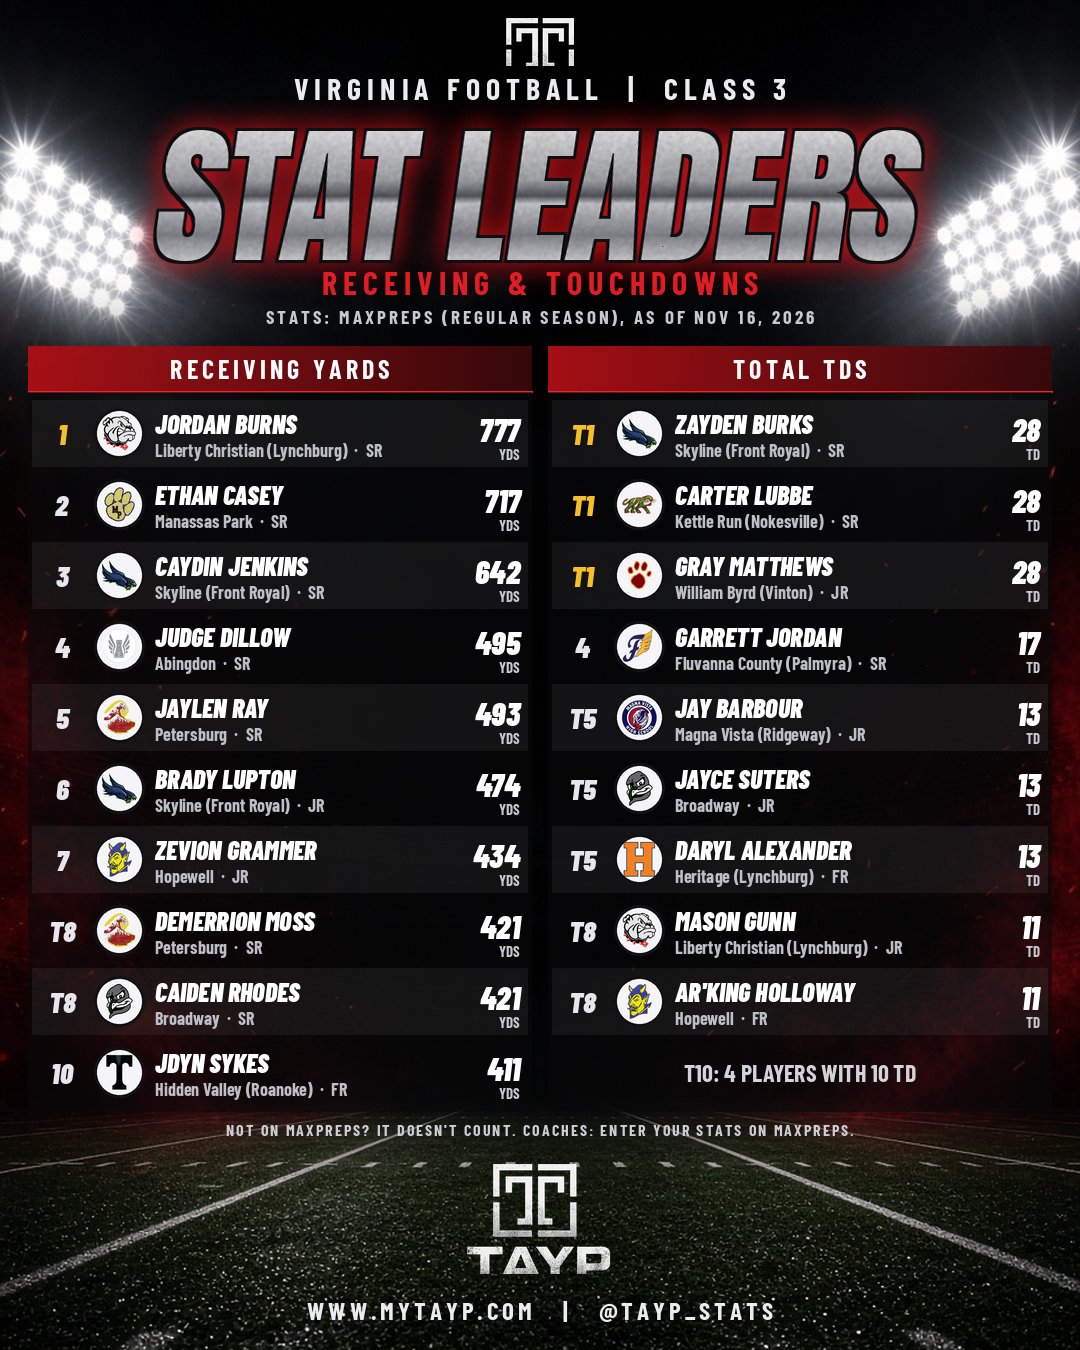 VIRGINIA FOOTBALL | CLASS 3
STAT LEADERS
RECEIVING & TOUCHDOWNS
STATS: MAXPREPS (REGULAR SEASON), AS OF NOV 16, 2026
RECEIVING YARDS
1 JORDAN BURNS 777
Liberty Christian (Lynchburg) · SR YDS
2 ETHAN CASEY 717
Manassas Park · SR YDS
3 CAYDIN JENKINS 642
Skyline (Front Royal) · SR YDS
4 JUDGE DILLOW 495
Abingdon · SR YDS
5 JAYLEN RAY 493
Petersburg · SR YDS
6 BRADY LUPTON 474
Skyline (Front Royal) · JR YDS
7 ZEVION GRAMMER 434
Hopewell · JR YDS
T8 DEMERRION MOSS 421
Petersburg · SR YDS
T8 CAIDEN RHODES 421
Broadway · SR YDS
10 JDYN SYKES 411
Hidden Valley (Roanoke) · FR YDS
TOTAL TDS
T1 ZAYDEN BURKS 28
Skyline (Front Royal) · SR TD
T1 CARTER LUBBE 28
Kettle Run (Nokesville) · SR TD
T1 GRAY MATTHEWS 28
William Byrd (Vinton) · JR TD
4 GARRETT JORDAN 17
Fluvanna County (Palmyra) · SR TD
T5 JAY BARBOUR 13
Magna Vista (Ridgeway) · JR TD
T5 JAYCE SUTERS 13
Broadway · JR TD
T5 DARYL ALEXANDER 13
Heritage (Lynchburg) · FR TD
T8 MASON GUNN 11
Liberty Christian (Lynchburg) · JR TD
T8 AR'KING HOLLOWAY 11
Hopewell · FR TD
T10: 4 PLAYERS WITH 10 TD
NOT ON MAXPREPS? IT DOESN'T COUNT. COACHES: ENTER YOUR STATS ON MAXPREPS.
TAYP
WWW.MYTAYP.COM | @TAYP_STATS